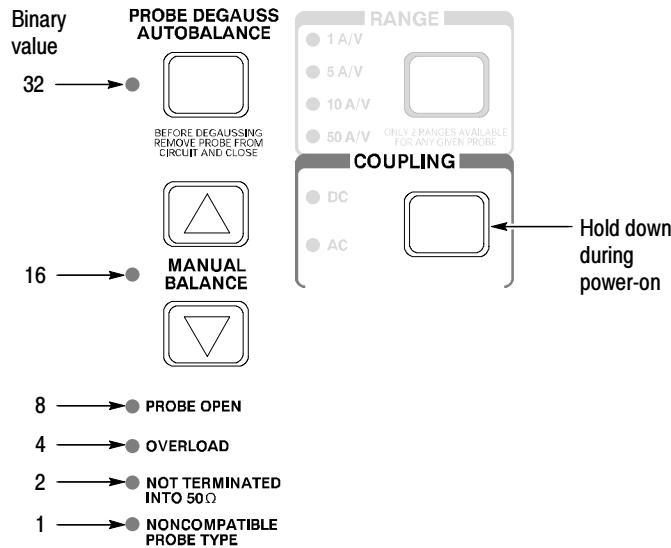 Binary
value
PROBE DEGAUSS
AUTOBALANCE
32
BEFORE DEGAUSSING
REMOVE PROBE FROM
CIRCUIT AND CLOSE
RANGE
1 A/V
5 A/V
10 A/V
50 A/V
ONLY 2 RANGES AVAILABLE
FOR ANY GIVEN PROBE
COUPLING
DC
AC
Hold down
during
power-on
16
MANUAL
BALANCE
8
PROBE OPEN
4
OVERLOAD
2
NOT TERMINATED
INTO 50Ω
1
NONCOMPATIBLE
PROBE TYPE